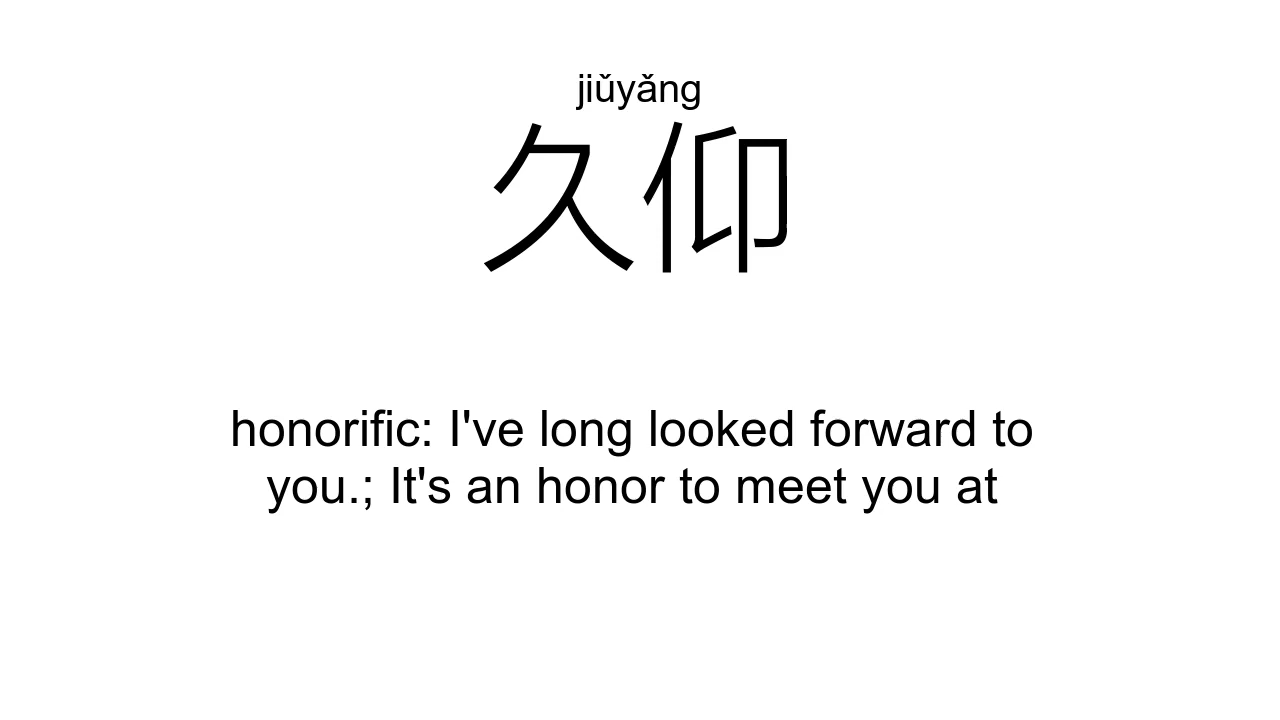 jiǔyǎng
久仰
honorific: I've long looked forward to
you.; It's an honor to meet you at